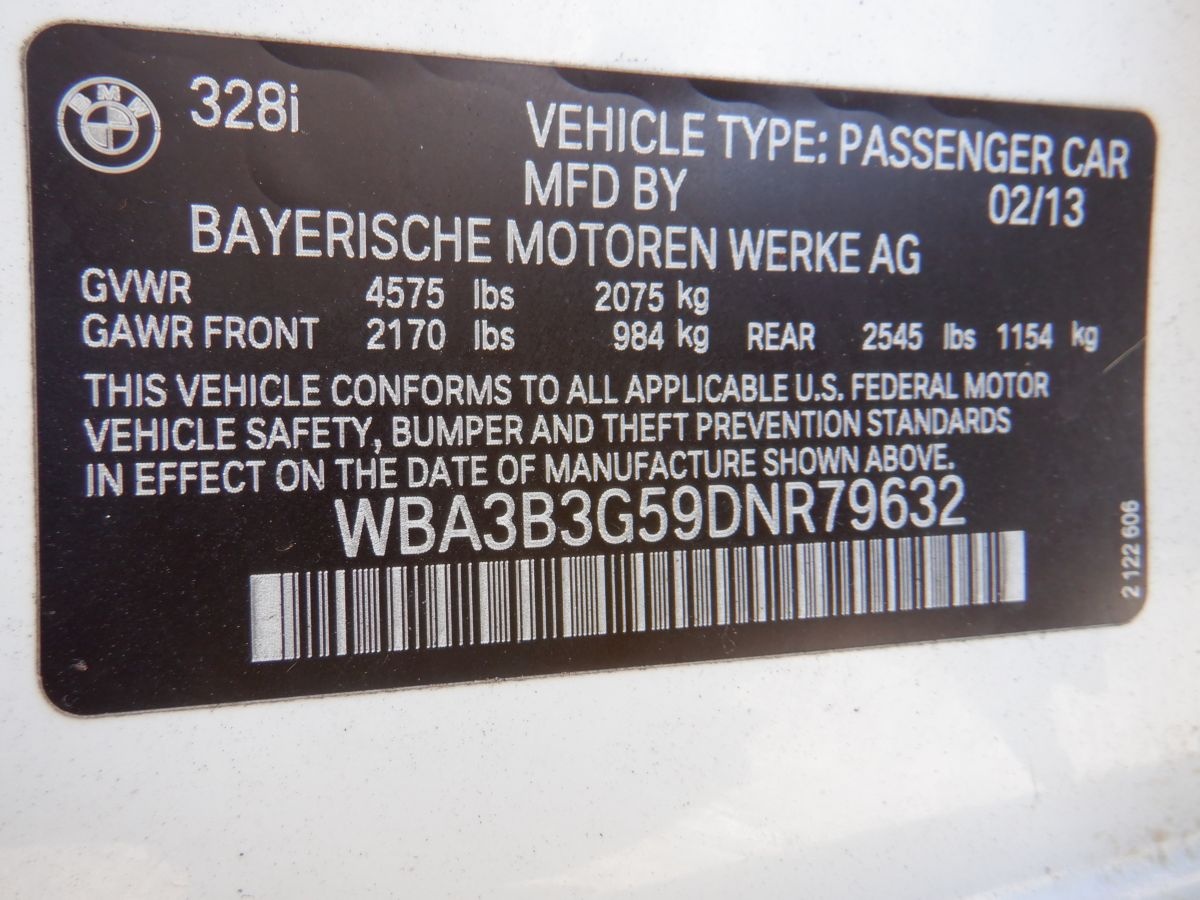 BMW
328i
VEHICLE TYPE: PASSENGER CAR
MFD BY 02/13
BAYERISCHE MOTOREN WERKE AG
GVWR 4575 lbs 2075 kg
GAWR FRONT 2170 lbs 984 kg REAR 2545 lbs 1154 kg
THIS VEHICLE CONFORMS TO ALL APPLICABLE U.S. FEDERAL MOTOR
VEHICLE SAFETY, BUMPER AND THEFT PREVENTION STANDARDS
IN EFFECT ON THE DATE OF MANUFACTURE SHOWN ABOVE.
WBA3B3G59DNR79632
2 122 606